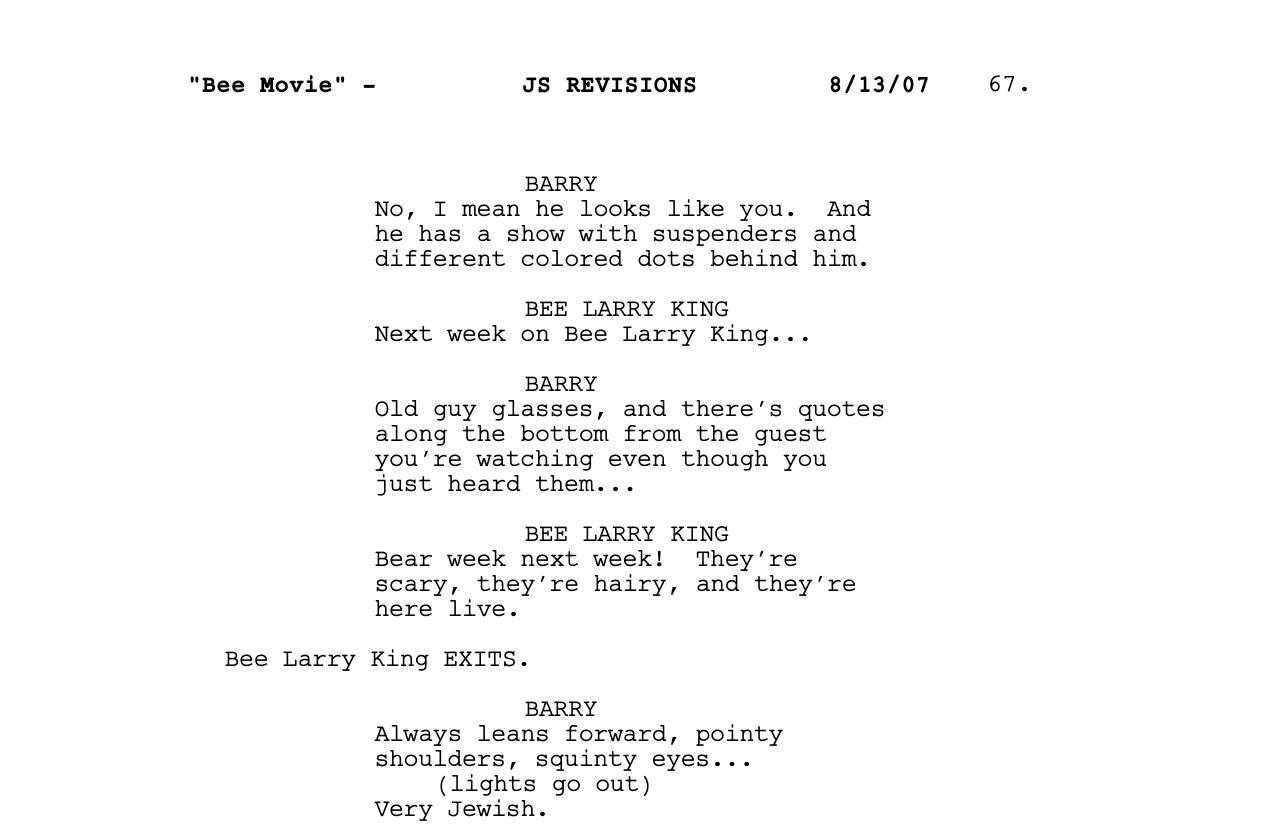 "Bee Movie" - JS REVISIONS 8/13/07 67.
BARRY
No, I mean he looks like you. And
he has a show with suspenders and
different colored dots behind him.
BEE LARRY KING
Next week on Bee Larry King...
BARRY
Old guy glasses, and there's quotes
along the bottom from the guest
you're watching even though you
just heard them...
BEE LARRY KING
Bear week next week! They're
scary, they're hairy, and they're
here live.
Bee Larry King EXITS.
BARRY
Always leans forward, pointy
shoulders, squinty eyes...
(lights go out)
Very Jewish.